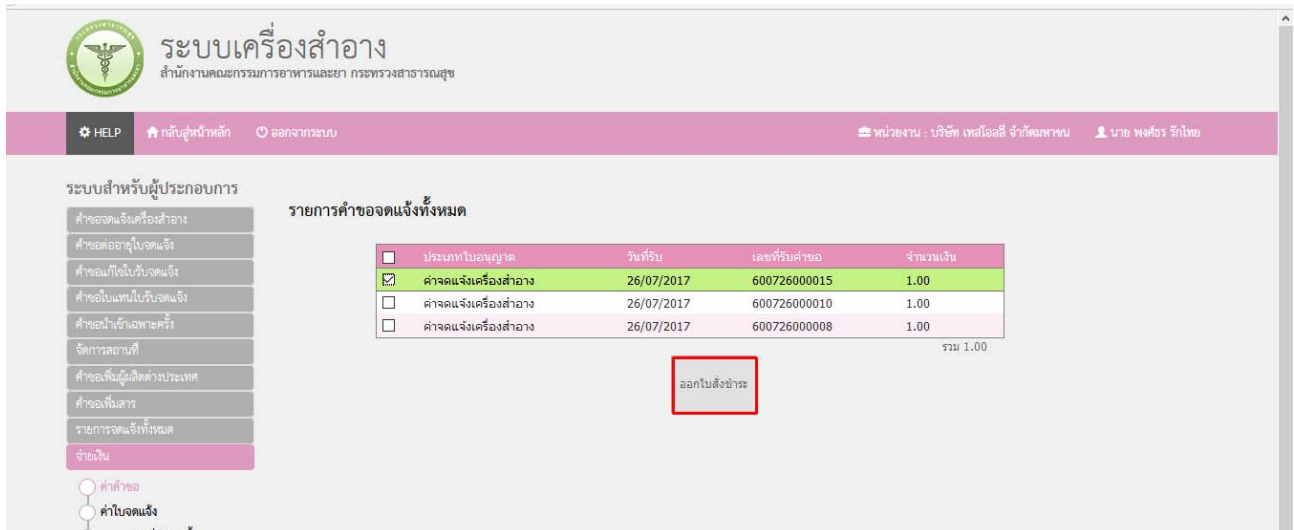 ระบบเครื่องสำอาง
สำนักงานคณะกรรมการอาหารและยา กระทรวงสาธารณสุข
HELP กลับสู่หน้าหลัก ออกจากระบบ หน่วยงาน : บริษัท เทสโอสลี่ จำกัดมหาชน นาย พงศ์ธร รักไทย
ระบบสำหรับผู้ประกอบการ
คำขอจดแจ้งเครื่องสำอาง
คำขอต่ออายุใบจดแจ้ง
คำขอแก้ไขใบรับจดแจ้ง
คำขอใบแทนใบรับจดแจ้ง
คำขอนำเข้าเฉพาะครั้ง
จัดการสถานที่
คำขอเพิ่มผู้ผลิตต่างประเทศ
คำขอเพิ่มสาร
รายการจดแจ้งทั้งหมด
จ่ายเงิน
ค่าคำขอ
ค่าใบจดแจ้ง
รายการคำขอจดแจ้งทั้งหมด
ประเภทใบอนุญาต วันที่รับ เลขที่รับคำขอ จำนวนเงิน
ค่าจดแจ้งเครื่องสำอาง 26/07/2017 600726000015 1.00
ค่าจดแจ้งเครื่องสำอาง 26/07/2017 600726000010 1.00
ค่าจดแจ้งเครื่องสำอาง 26/07/2017 600726000008 1.00
รวม 1.00
ออกใบสั่งชำระ